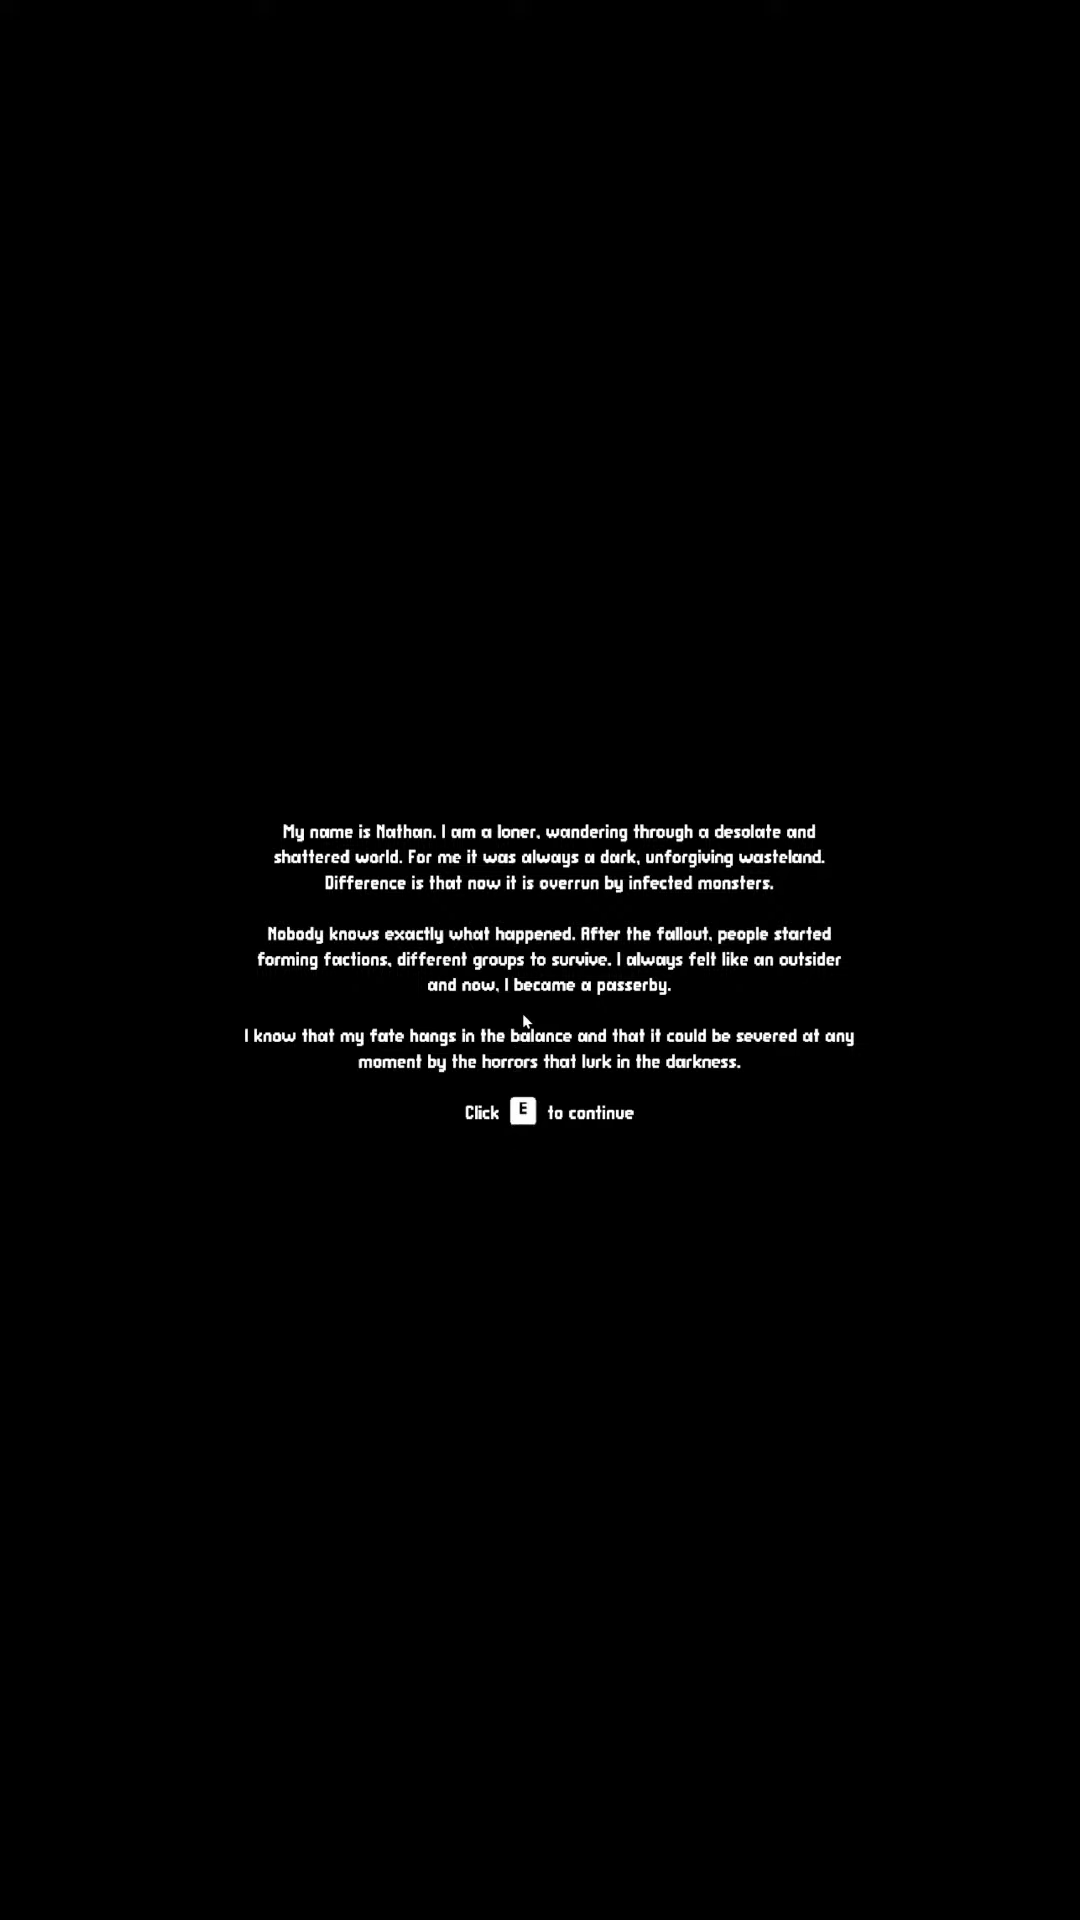 My name is Nathan. I am a loner, wandering through a desolate and
shattered world. For me it was always a dark, unforgiving wasteland.
Difference is that now it is overrun by infected monsters.
Nobody knows exactly what happened. After the fallout, people started
forming factions, different groups to survive. I always felt like an outsider
and now, I became a passerby.
I know that my fate hangs in the balance and that it could be severed at any
moment by the horrors that lurk in the darkness.
Click E to continue